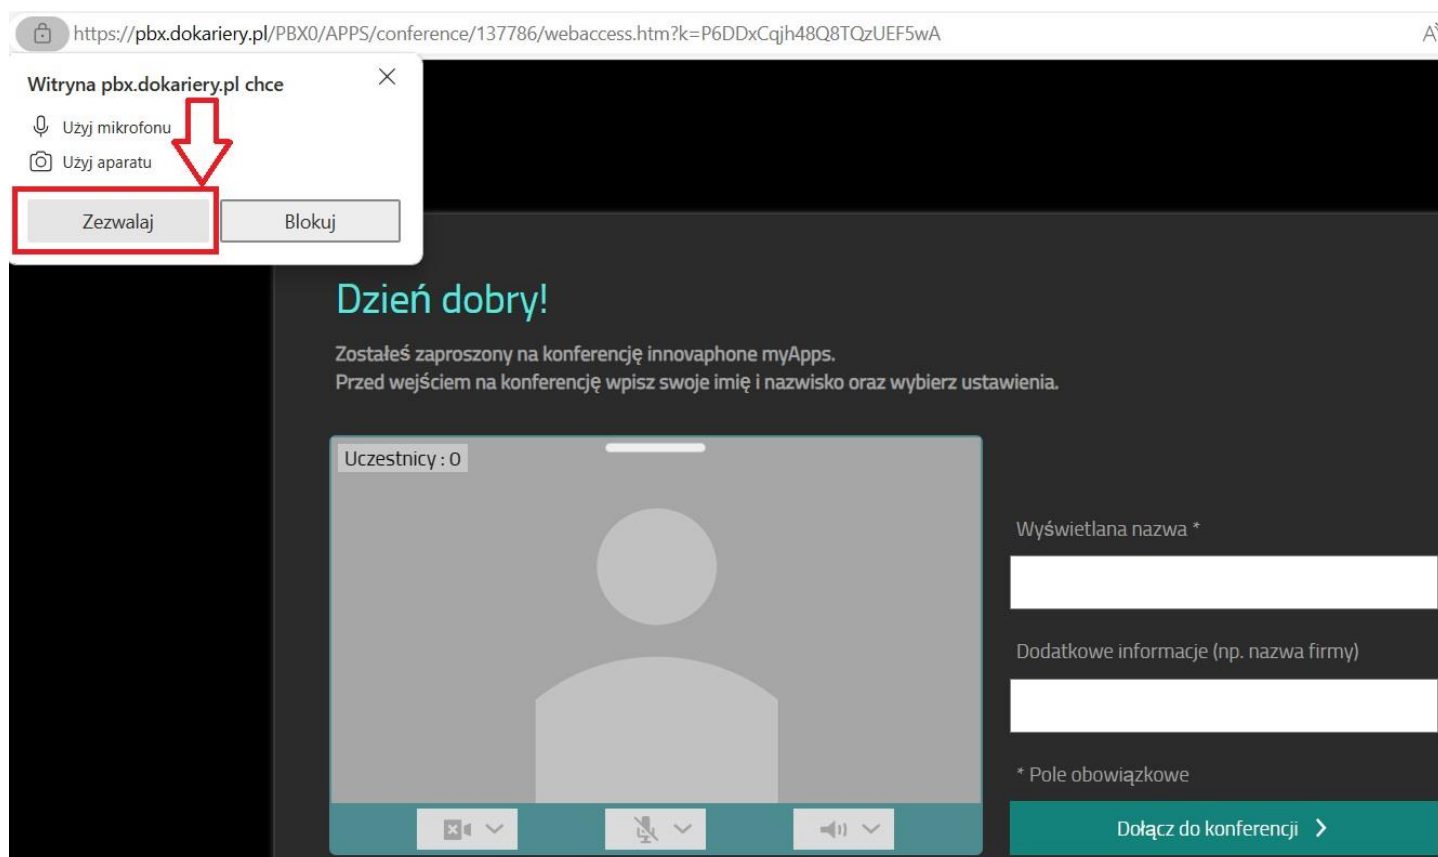 https://pbx.dokariery.pl/PBX0/APPS/conference/137786/webaccess.htm?k=P6DDxCqjh48Q8TQzUEF5wA
Witryna pbx.dokariery.pl chce
Użyj mikrofonu
Użyj aparatu
Zezwalaj
Blokuj
Dzień dobry!
Zostałeś zaproszony na konferencję innovaphone myApps.
Przed wejściem na konferencję wpisz swoje imię i nazwisko oraz wybierz ustawienia.
Uczestnicy : 0
Wyświetlana nazwa *
Dodatkowe informacje (np. nazwa firmy)
* Pole obowiązkowe
Dołącz do konferencji